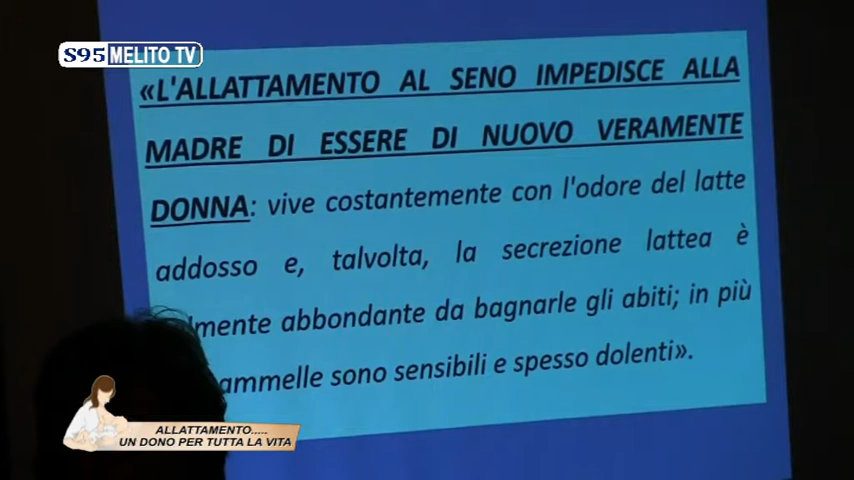 S95 MELITO TV
«L'ALLATTAMENTO AL SENO IMPEDISCE ALLA
MADRE DI ESSERE DI NUOVO VERAMENTE
DONNA: vive costantemente con l'odore del latte
addosso e, talvolta, la secrezione lattea è
abbondante da bagnarle gli abiti; in più
sono sensibili e spesso dolenti».
ALLATTAMENTO.....
UN DONO PER TUTTA LA VITA